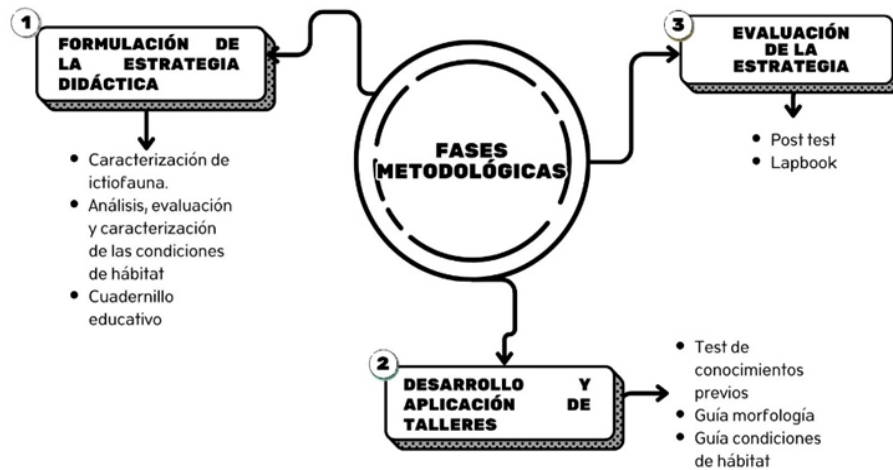 FASES
METODOLÓGICAS
1
FORMULACIÓN DE
LA ESTRATEGIA
DIDÁCTICA
• Caracterización de
ictiofauna.
• Análisis, evaluación
y caracterización
de las condiciones
de hábitat
• Cuadernillo
educativo
2
DESARROLLO Y
APLICACIÓN DE
TALLERES
• Test de
conocimientos
previos
• Guía morfología
• Guía condiciones
de hábitat
3
EVALUACIÓN
DE LA
ESTRATEGIA
• Post test
• Lapbook